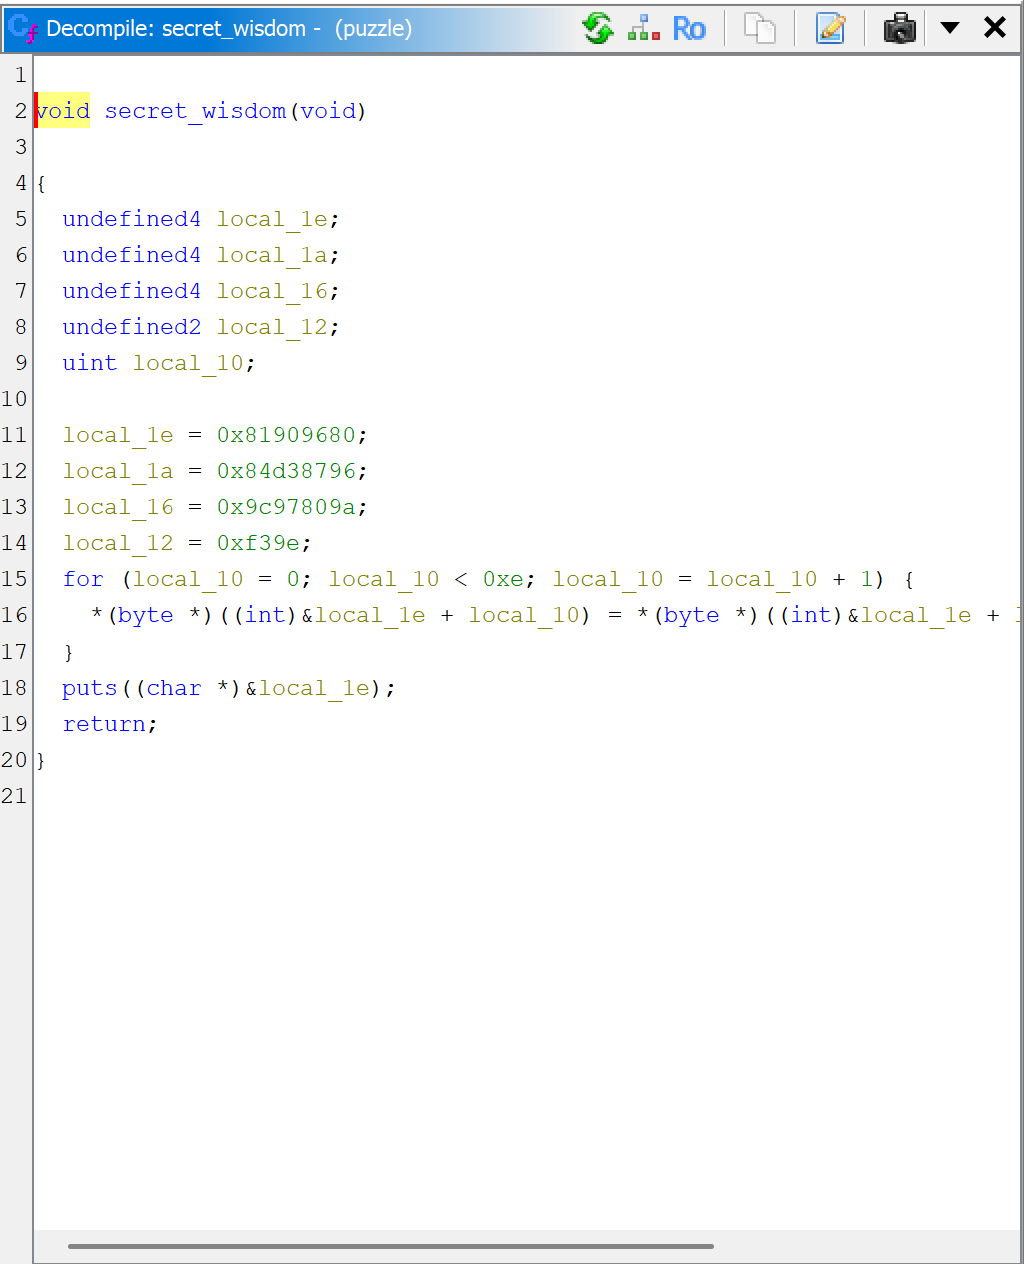 Decompile: secret_wisdom - (puzzle)
Ro
1
2 void secret_wisdom(void)
3
4 {
5 undefined4 local_1e;
6 undefined4 local_1a;
7 undefined4 local_16;
8 undefined2 local_12;
9 uint local_10;
10
11 local_1e = 0x81909680;
12 local_1a = 0x84d38796;
13 local_16 = 0x9c97809a;
14 local_12 = 0xf39e;
15 for (local_10 = 0; local_10 < 0xe; local_10 = local_10 + 1) {
16 *(byte *)((int)&local_1e + local_10) = *(byte *)((int)&local_1e +
17 }
18 puts((char *)&local_1e);
19 return;
20 }
21